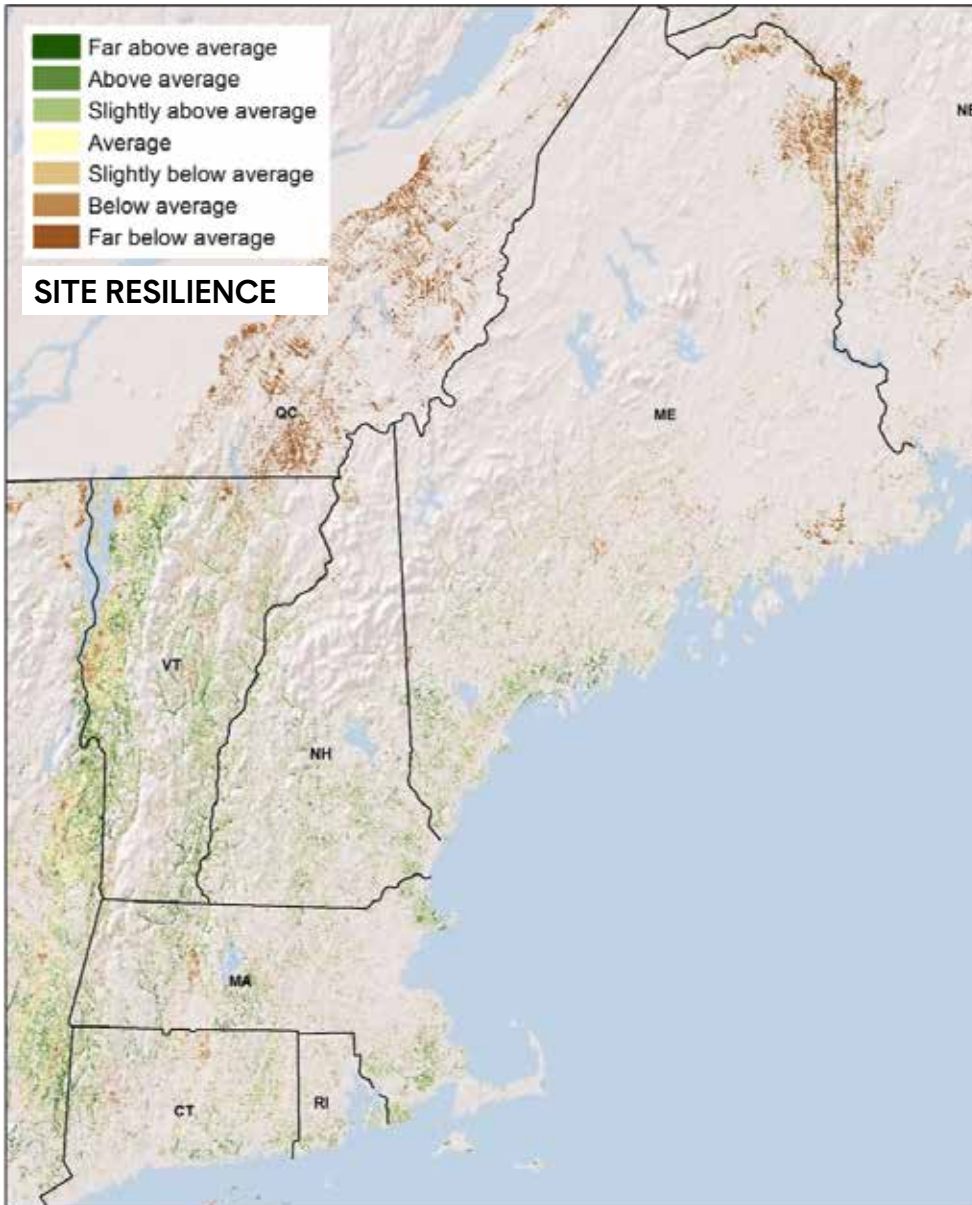 Far above average
Above average
Slightly above average
Average
Slightly below average
Below average
Far below average
SITE RESILIENCE
NB
QC
ME
VT
NH
MA
CT
RI